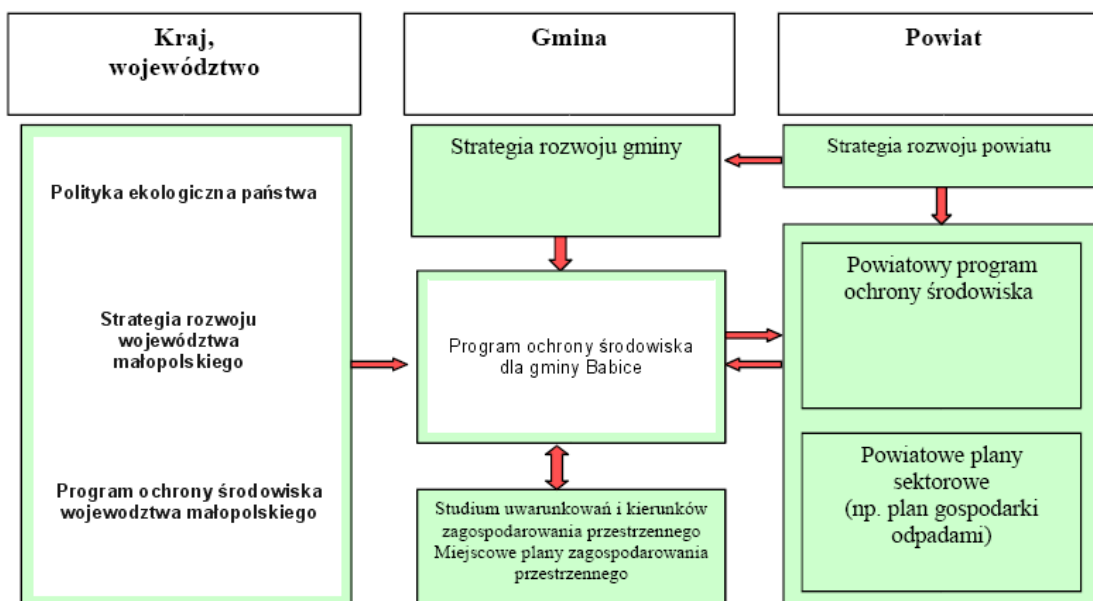 Kraj,
województwo
Gmina
Powiat
Polityka ekologiczna państwa
Strategia rozwoju
województwa
małopolskiego
Program ochrony środowiska
wojewodztwa małopolskiego
Strategia rozwoju gminy
Program ochrony środowiska
dla gminy Babice
Studium uwarunkowań i kierunków
zagospodarowania przestrzennego
Miejscowe plany zagospodarowania
przestrzennego
Strategia rozwoju powiatu
Powiatowy program
ochrony środowiska
Powiatowe plany
sektorowe
(np. plan gospodarki
odpadami)